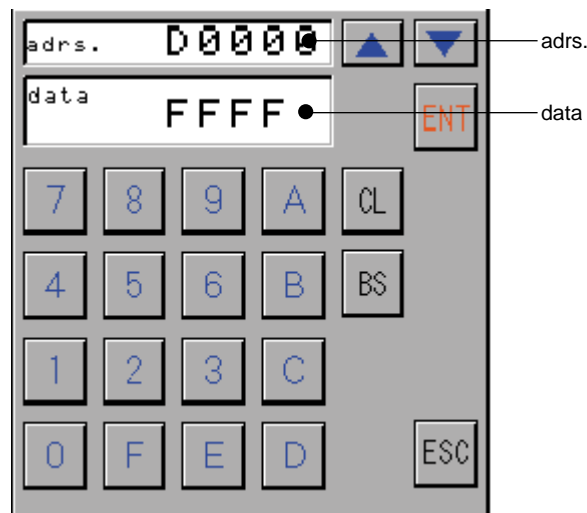 adrs. D0000 adrs.
data FFFF data
ENT
7 8 9 A CL
4 5 6 B BS
1 2 3 C
0 F E D ESC